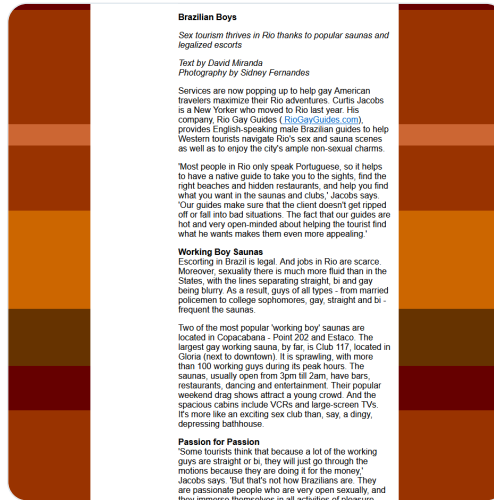 Brazilian Boys
Sex tourism thrives in Rio thanks to popular saunas and
legalized escorts
Text by David Miranda
Photography by Sidney Fernandes
Services are now popping up to help gay American
travelers maximize their Rio adventures. Curtis Jacobs
is a New Yorker who moved to Rio last year. His
company, Rio Gay Guides ( RioGayGuides.com),
provides English-speaking male Brazilian guides to help
Western tourists navigate Rio's sex and sauna scenes
as well as to enjoy the city's ample non-sexual charms.
'Most people in Rio only speak Portuguese, so it helps
to have a native guide to take you to the sights, find the
right beaches and hidden restaurants, and help you find
what you want in the saunas and clubs,' Jacobs says.
'Our guides make sure that the client doesn't get ripped
off or fall into bad situations. The fact that our guides are
hot and very open-minded about helping the tourist find
what he wants makes them even more appealing.'
Working Boy Saunas
Escorting in Brazil is legal. And jobs in Rio are scarce.
Moreover, sexuality there is much more fluid than in the
States, with the lines separating straight, bi and gay
being blurry. As a result, guys of all types - from married
policemen to college sophomores, gay, straight and bi -
frequent the saunas.
Two of the most popular 'working boy' saunas are
located in Copacabana - Point 202 and Estaco. The
largest gay working sauna, by far, is Club 117, located in
Gloria (next to downtown). It is sprawling, with more
than 100 working guys during its peak hours. The
saunas, usually open from 3pm till 2am, have bars,
restaurants, dancing and entertainment. Their popular
weekend drag shows attract a young crowd. And the
spacious cabins include VCRs and large-screen TVs.
It's more like an exciting sex club than, say, a dingy,
depressing bathhouse.
Passion for Passion
'Some tourists think that because a lot of the working
guys are straight or bi, they will just go through the
motions because they are doing it for the money,'
Jacobs says. 'But that's not how Brazilians are. They
are passionate people who are very open sexually, and
they immerse themselves in all activities of pleasure